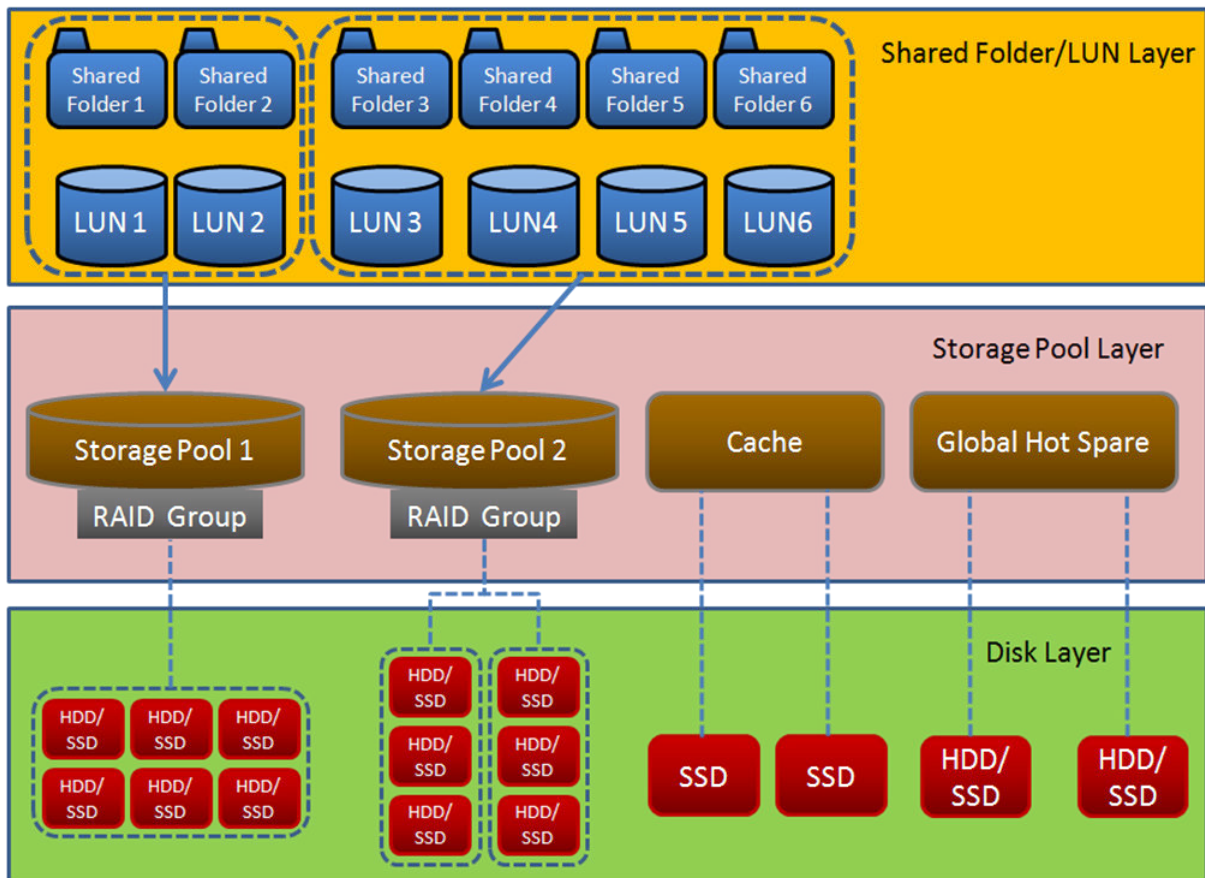 Shared Folder/LUN Layer
Shared
Folder 1
Shared
Folder 2
Shared
Folder 3
Shared
Folder 4
Shared
Folder 5
Shared
Folder 6
LUN 1
LUN 2
LUN 3
LUN4
LUN 5
LUN6
Storage Pool Layer
Storage Pool 1
Storage Pool 2
Cache
Global Hot Spare
RAID Group
RAID Group
Disk Layer
HDD/
SSD
HDD/
SSD
HDD/
SSD
HDD/
SSD
HDD/
SSD
HDD/
SSD
HDD/
SSD
HDD/
SSD
HDD/
SSD
HDD/
SSD
HDD/
SSD
HDD/
SSD
SSD
SSD
HDD/
SSD
HDD/
SSD